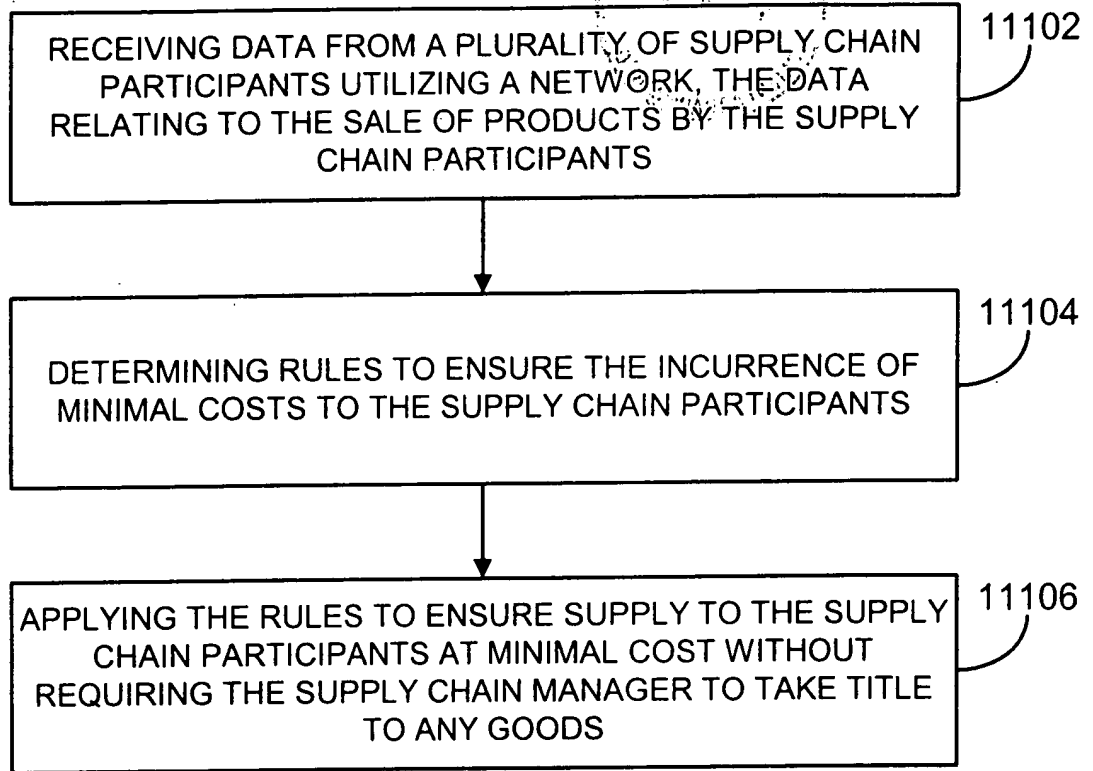 RECEIVING DATA FROM A PLURALITY OF SUPPLY CHAIN
PARTICIPANTS UTILIZING A NETWORK, THE DATA
RELATING TO THE SALE OF PRODUCTS BY THE SUPPLY
CHAIN PARTICIPANTS
11102
DETERMINING RULES TO ENSURE THE INCURRENCE OF
MINIMAL COSTS TO THE SUPPLY CHAIN PARTICIPANTS
11104
APPLYING THE RULES TO ENSURE SUPPLY TO THE SUPPLY
CHAIN PARTICIPANTS AT MINIMAL COST WITHOUT
REQUIRING THE SUPPLY CHAIN MANAGER TO TAKE TITLE
TO ANY GOODS
11106